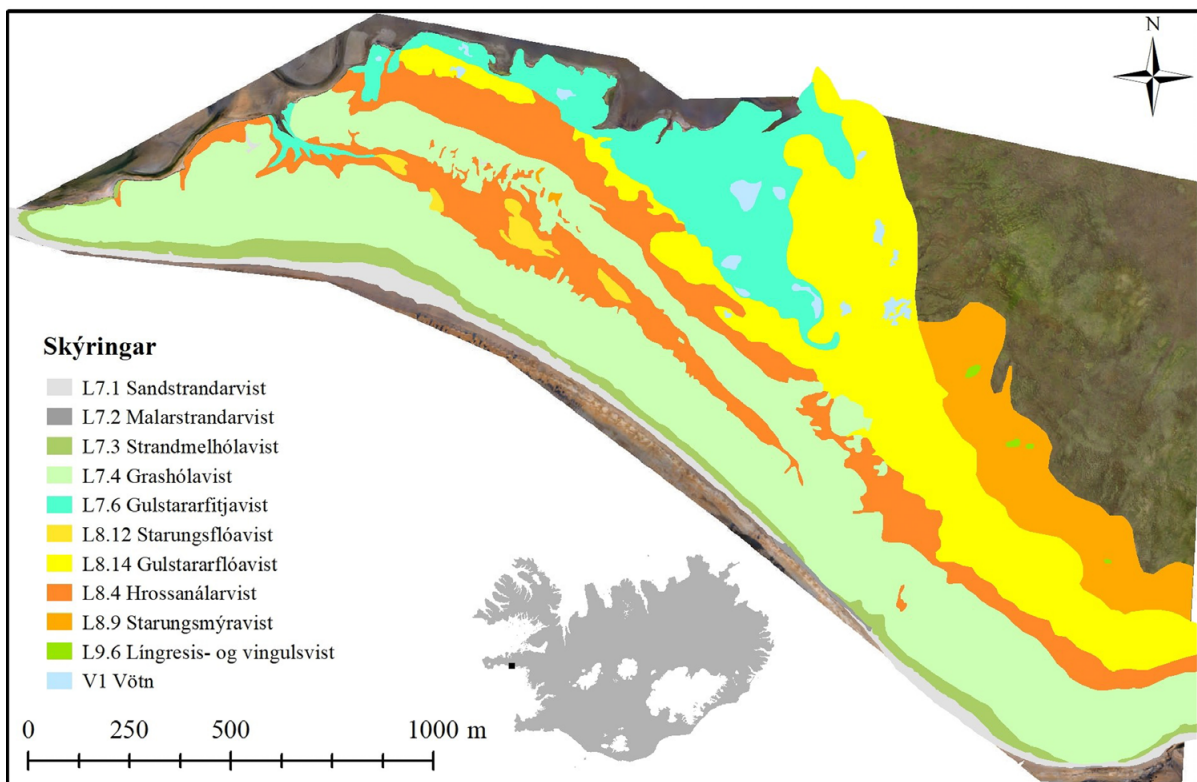 N
Skýringar
L7.1 Sandstrandarvist
L7.2 Malarstrandarvist
L7.3 Strandmelhólavist
L7.4 Grashólavist
L7.6 Gulstararfitjavist
L8.12 Starungsflóavist
L8.14 Gulstararflóavist
L8.4 Hrossanálarvist
L8.9 Starungsmýravist
L9.6 Língresis- og vingulsvist
V1 Vötn
0 250 500 1000 m